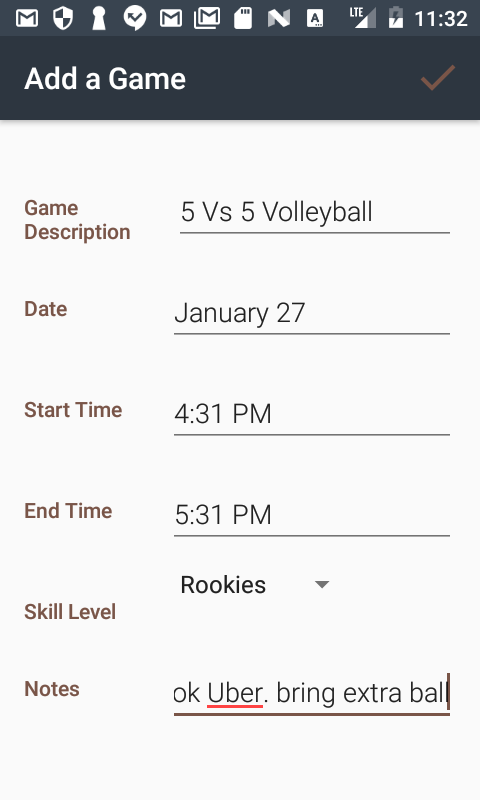 LTE 11:32
Add a Game
Game
Description
5 Vs 5 Volleyball
Date
January 27
Start Time
4:31 PM
End Time
5:31 PM
Rookies
Skill Level
Notes
ok Uber. bring extra ball